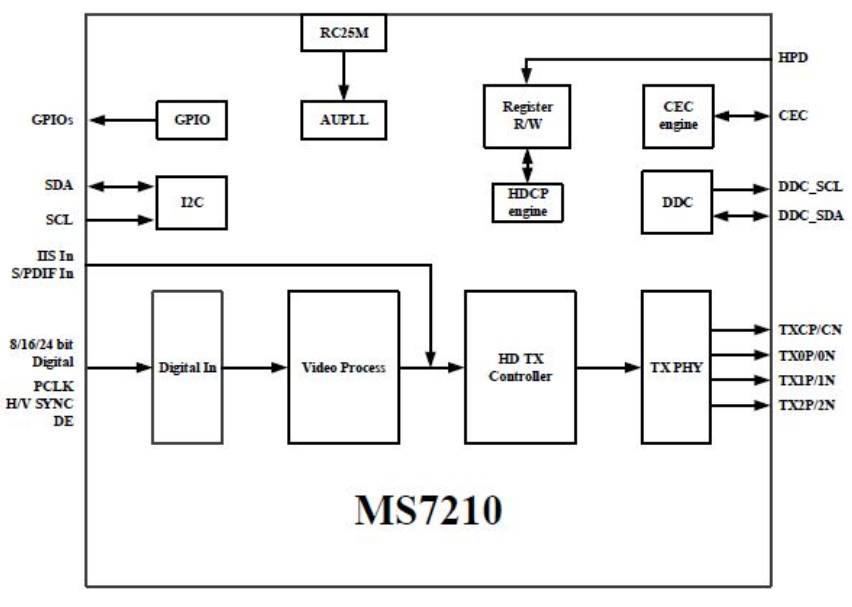 RC25M
HPD
Register
R/W
CEC
engine
CEC
GPIOs
GPIO
AUPLL
SDA
SCL
I2C
HDCP
engine
DDC
DDC_SCL
DDC_SDA
IIS In
S/PDIF In
8/16/24 bit
Digital
PCLK
H/V SYNC
DE
Digital In
Video Process
HD TX
Controller
TX PHY
TXCP/CN
TX0P/0N
TX1P/1N
TX2P/2N
MS7210